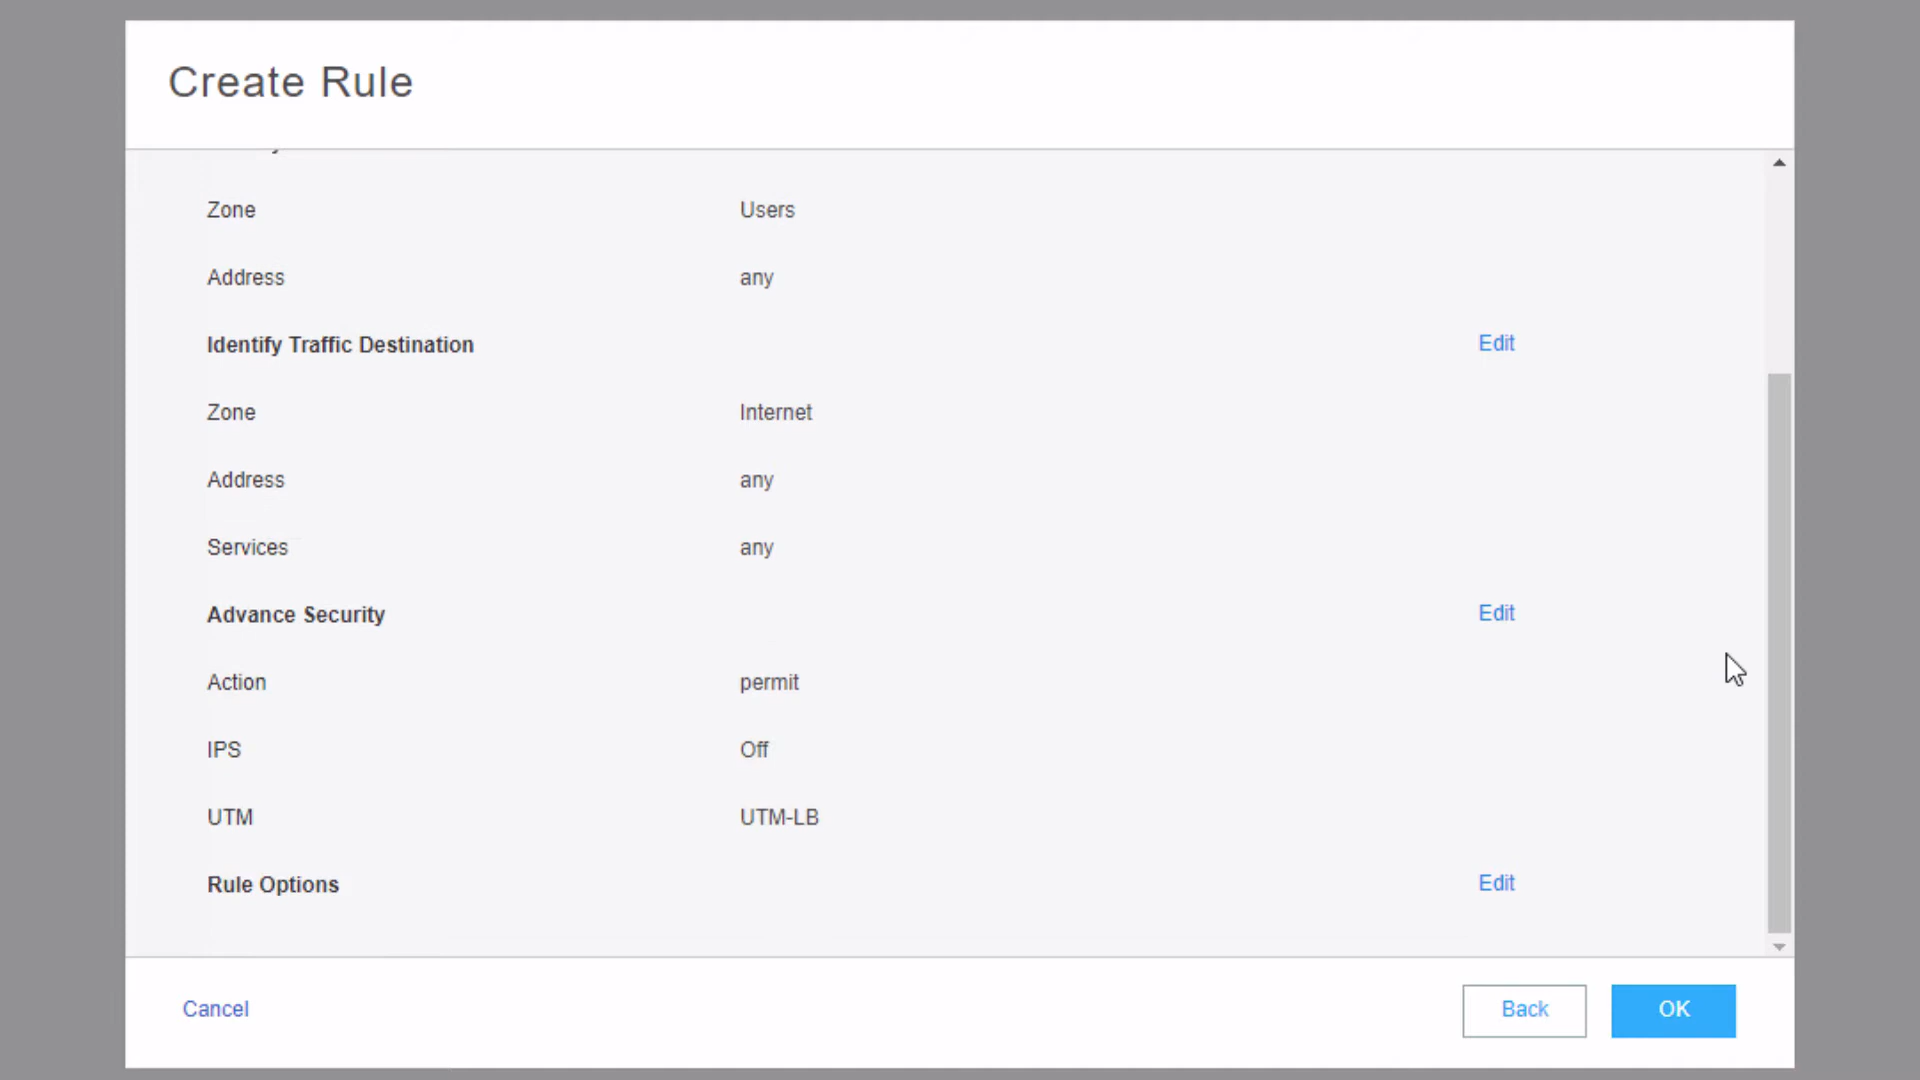 Create Rule
Zone Users
Address any
Identify Traffic Destination Edit
Zone Internet
Address any
Services any
Advance Security Edit
Action permit
IPS Off
UTM UTM-LB
Rule Options Edit
Cancel Back OK